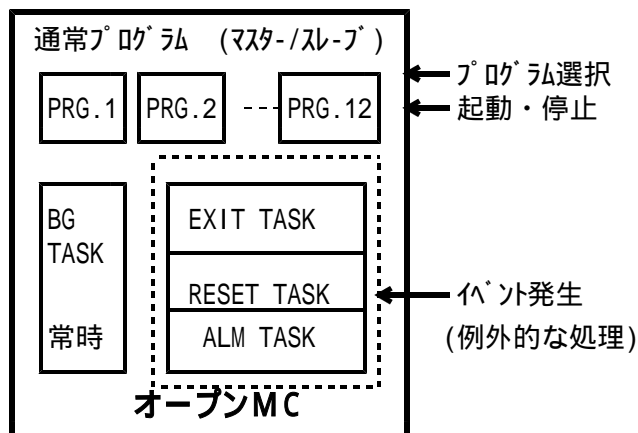 通常ﾌﾟﾛｸﾞﾗﾑ (ﾏｽﾀｰ/ｽﾚｰﾌﾞ)
ﾌﾟﾛｸﾞﾗﾑ選択
PRG.1 PRG.2 PRG.12
起動・停止
BG
TASK
常時
EXIT TASK
RESET TASK
ALM TASK
ｲﾍﾞﾝﾄ発生
(例外的な処理)
オープンMC